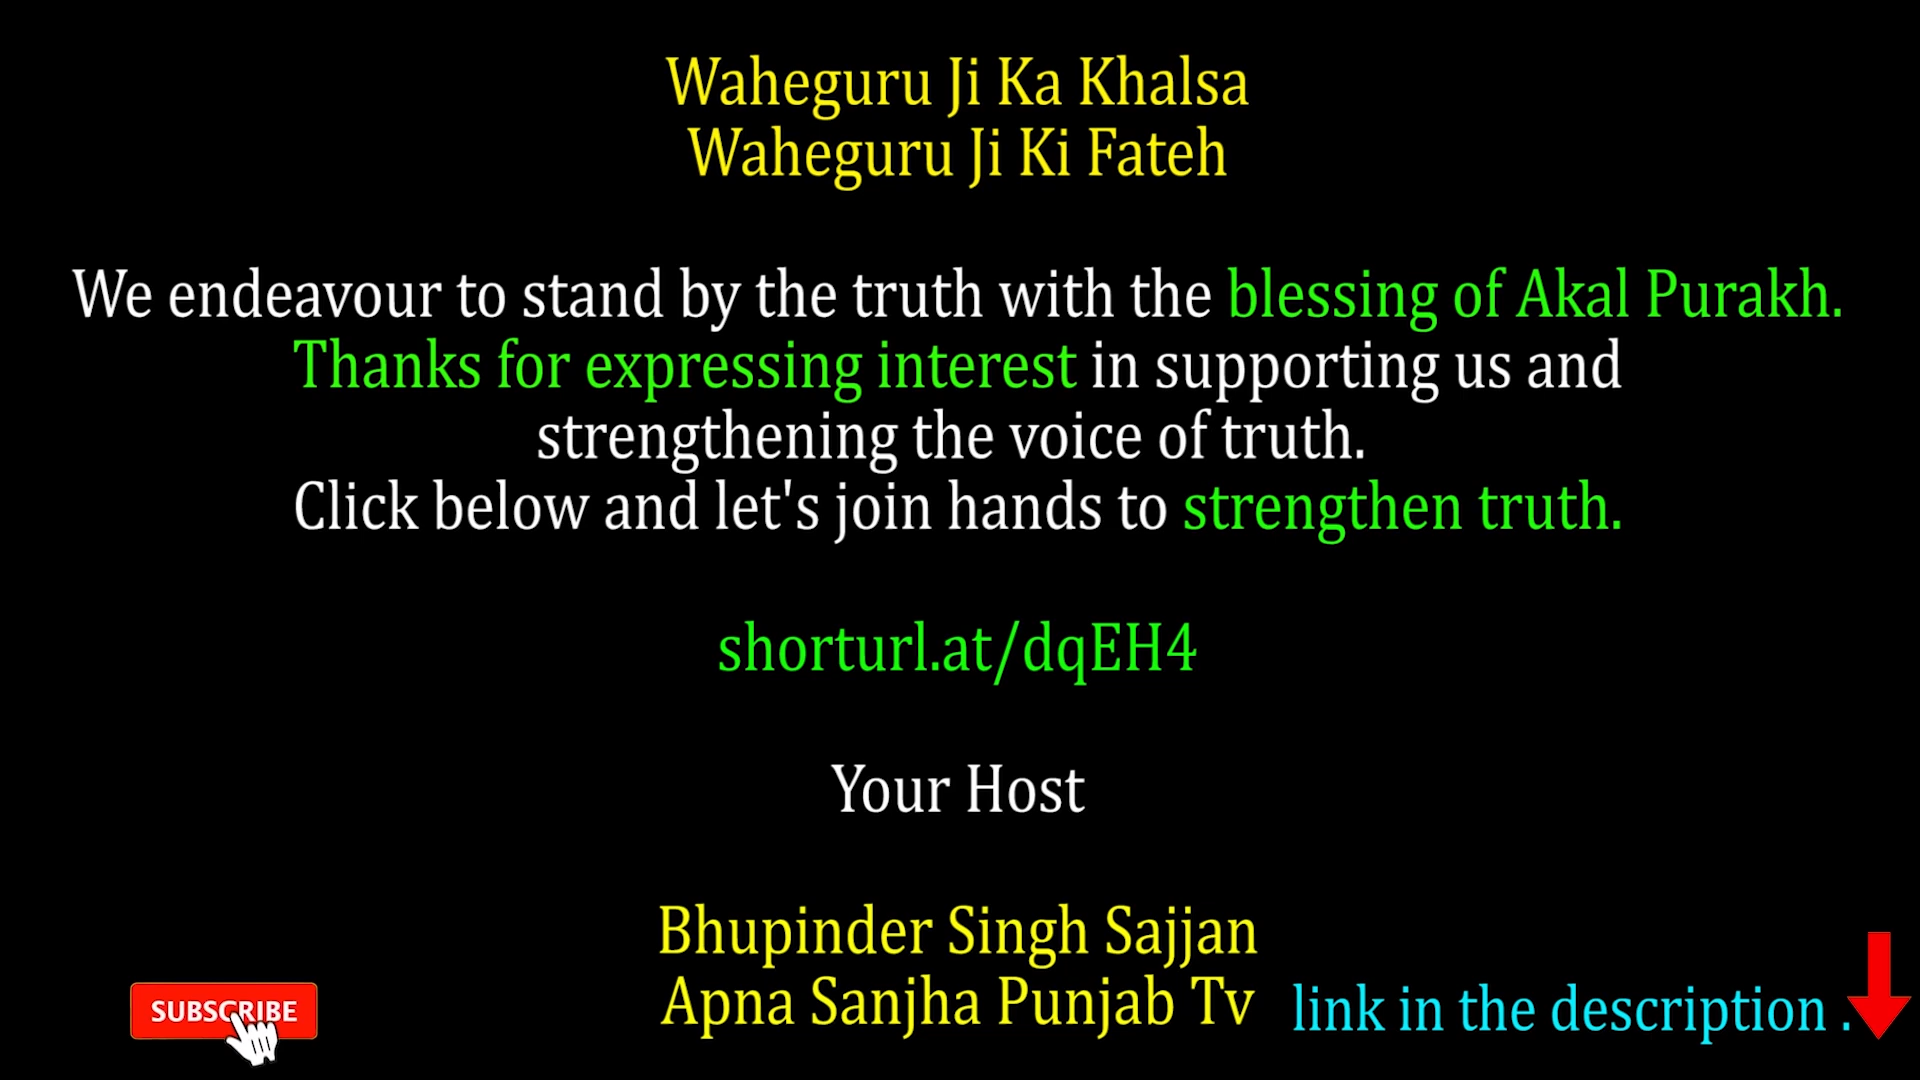 Waheguru Ji Ka Khalsa
Waheguru Ji Ki Fateh
We endeavour to stand by the truth with the blessing of Akal Purakh.
Thanks for expressing interest in supporting us and
strengthening the voice of truth.
Click below and let's join hands to strengthen truth.
shorturl.at/dqEH4
Your Host
Bhupinder Singh Sajjan
Apna Sanjha Punjab Tv
link in the description .
SUBSCRIBE